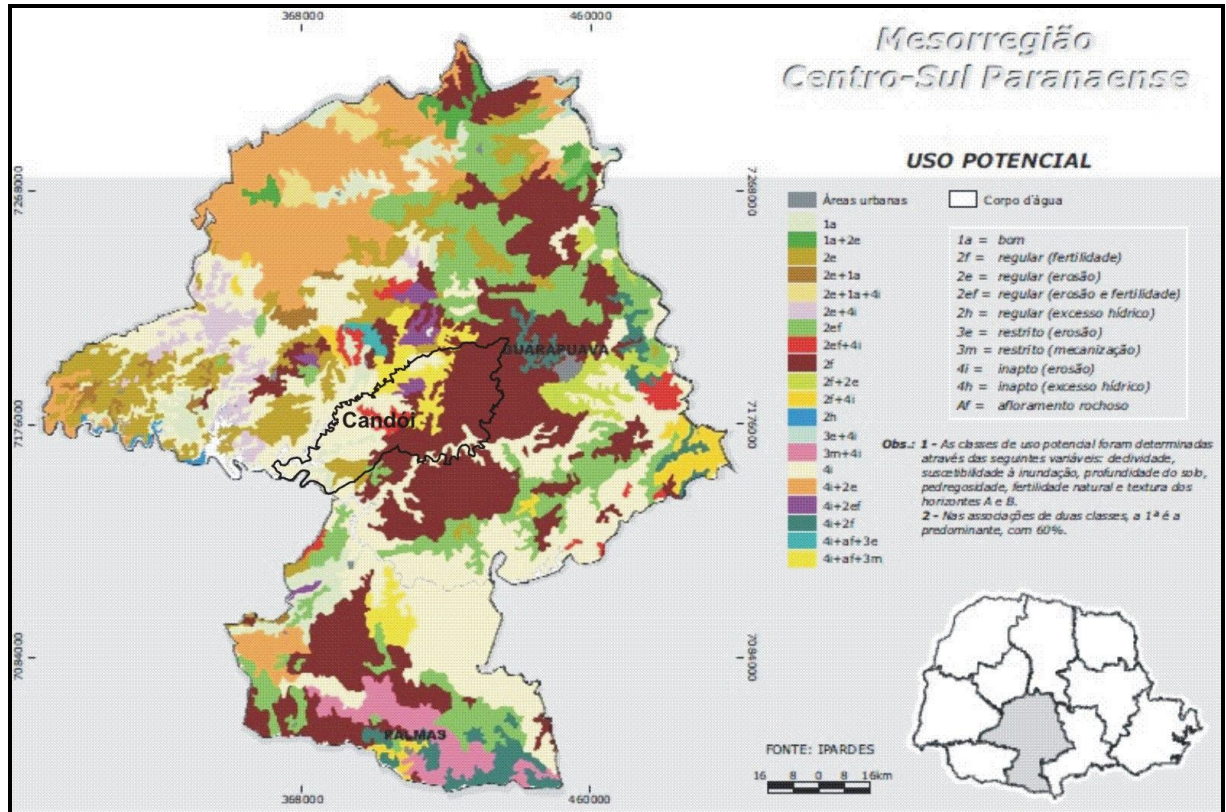 368000
460000
Mesorregião
Centro-Sul Paranaense
USO POTENCIAL
7268000
7268000
Áreas urbanas
Corpo d'água
1a
1a+2e
2e
2e+1a
2e+1a+4i
2e+4i
2ef
2ef+4i
2f
2f+2e
2f+4i
2h
3e+4i
3m+4i
4i
4i+2e
4i+2ef
4i+2f
4i+af+3e
4i+af+3m
1a = bom
2f = regular (fertilidade)
2e = regular (erosão)
2ef = regular (erosão e fertilidade)
2h = regular (excesso hídrico)
3e = restrito (erosão)
3m = restrito (mecanização)
4i = inapto (erosão)
4h = inapto (excesso hídrico)
Af = afloramento rochoso
GUARAPUAVA
Candói
7176000
7176000
Obs.: 1 - As classes de uso potencial foram determinadas
através das seguintes variáveis: declividade,
suscetibilidade à inundação, profundidade do solo,
pedregosidade, fertilidade natural e textura dos
horizontes A e B.
2 - Nas associações de duas classes, a 1ª é a
predominante, com 60%.
7084000
7084000
PALMAS
FONTE: IPARDES
16 8 0 8 16km
368000
460000